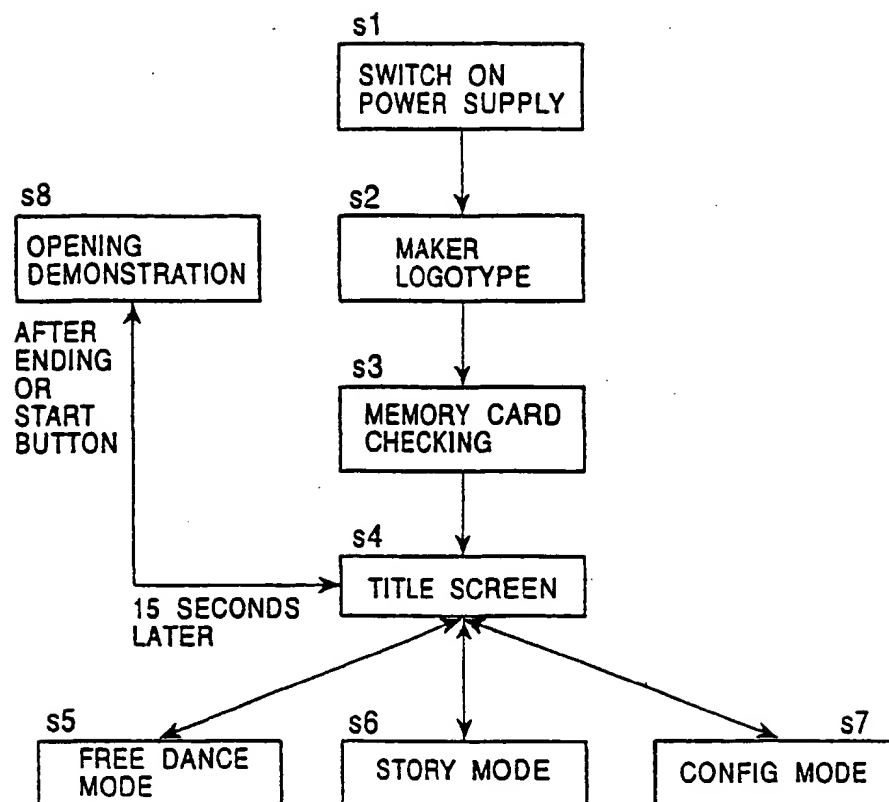 s1
SWITCH ON
POWER SUPPLY
s8
OPENING
DEMONSTRATION
s2
MAKER
LOGOTYPE
AFTER
ENDING
OR
START
BUTTON
s3
MEMORY CARD
CHECKING
s4
TITLE SCREEN
15 SECONDS
LATER
s5
FREE DANCE
MODE
s6
STORY MODE
s7
CONFIG MODE